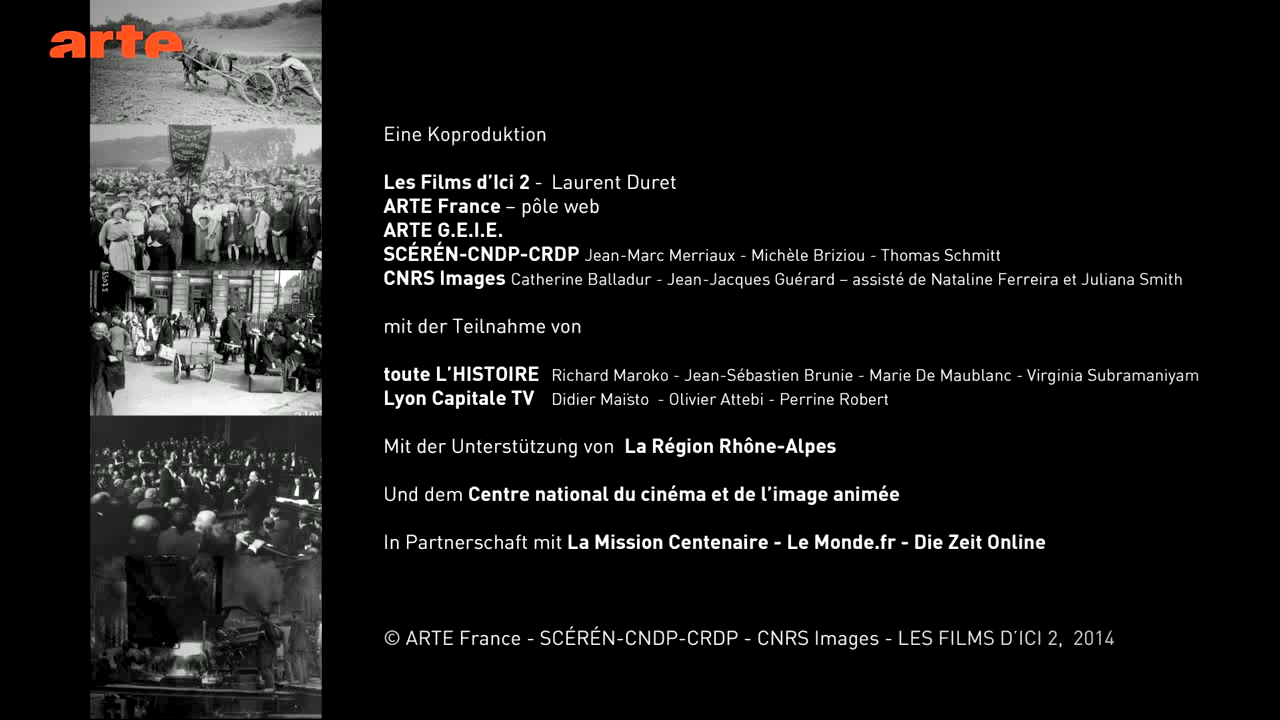 arte
Eine Koproduktion
Les Films d’Ici 2 - Laurent Duret
ARTE France – pôle web
ARTE G.E.I.E.
SCÉRÉN-CNDP-CRDP Jean-Marc Merriaux - Michèle Briziou - Thomas Schmitt
CNRS Images Catherine Balladur - Jean-Jacques Guérard – assisté de Nataline Ferreira et Juliana Smith
mit der Teilnahme von
toute L’HISTOIRE Richard Maroko - Jean-Sébastien Brunie - Marie De Maublanc - Virginia Subramaniyam
Lyon Capitale TV Didier Maïsto - Olivier Attebi - Perrine Robert
Mit der Unterstützung von La Région Rhône-Alpes
Und dem Centre national du cinéma et de l’image animée
In Partnerschaft mit La Mission Centenaire - Le Monde.fr - Die Zeit Online
© ARTE France - SCÉRÉN-CNDP-CRDP - CNRS Images - LES FILMS D’ICI 2, 2014